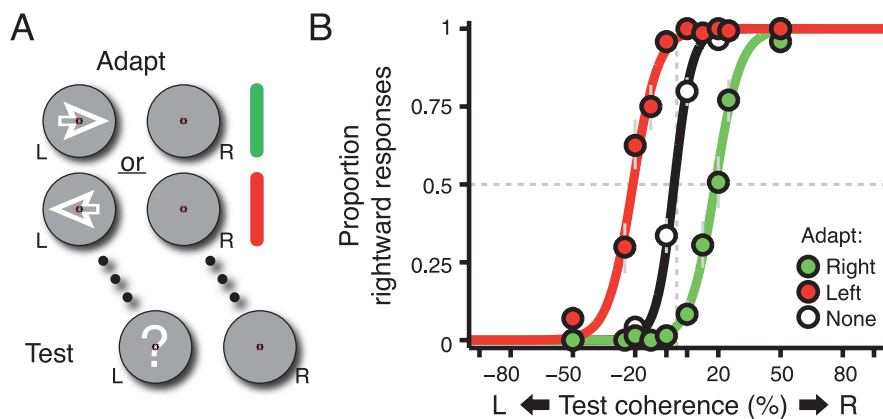 A
Adapt
L
R
or
L
R
Test
?
L
R
B
Proportion
rightward responses
1
0.75
0.5
0.25
0
Adapt:
Right
Left
None
−80
−50
−20
20
50
80
L Test coherence (%) R